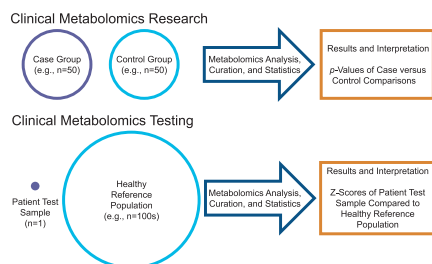 Clinical Metabolomics Research
Case Group
(e.g., n=50)
Control Group
(e.g., n=50)
Metabolomics Analysis,
Curation, and Statistics
Results and Interpretation
p-Values of Case versus
Control Comparisons
Clinical Metabolomics Testing
Patient Test
Sample
(n=1)
Healthy
Reference
Population
(e.g., n=100s)
Metabolomics Analysis,
Curation, and Statistics
Results and Interpretation
Z-Scores of Patient Test
Sample Compared to
Healthy Reference
Population